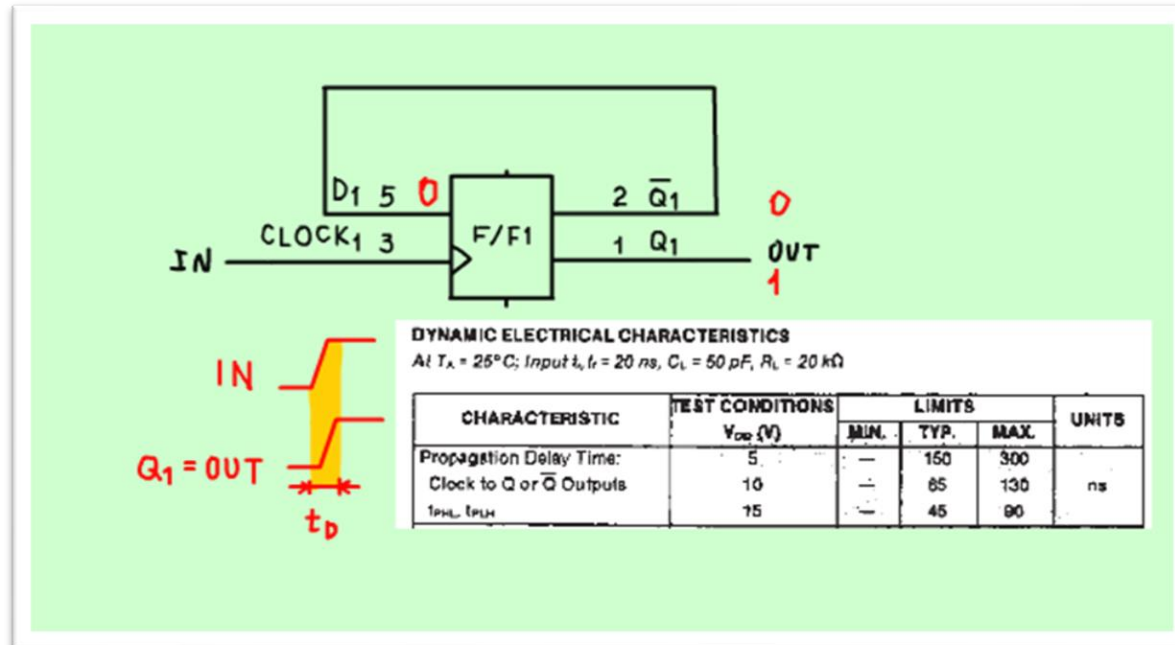 D1 5 0
2 Q̅1
0
CLOCK1 3
F/F1
1 Q1
OUT
IN
1
DYNAMIC ELECTRICAL CHARACTERISTICS
At TA = 25°C; Input tr, tf = 20 ns, CL = 50 pF, RL = 20 kΩ
IN
CHARACTERISTIC
TEST CONDITIONS
LIMITS
UNITS
VDD (V)
MIN. TYP. MAX.
Q1 = OUT
Propagation Delay Time: 5 — 150 300
Clock to Q or Q̅ Outputs 10 — 65 130 ns
tPHL, tPLH 15 — 45 90
tD